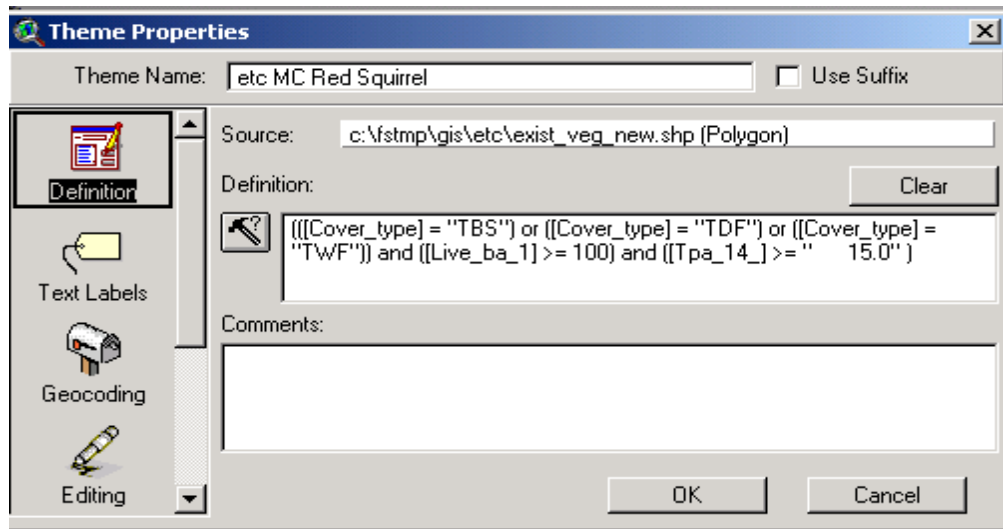 Theme Properties
Theme Name: etc MC Red Squirrel Use Suffix
Definition
Text Labels
Geocoding
Editing
Source: c:\fstmp\gis\etc\exist_veg_new.shp (Polygon)
Definition: Clear
((([Cover_type] = "TBS") or ([Cover_type] = "TDF") or ([Cover_type] =
"TWF")) and ([Live_ba_1] >= 100) and ([Tpa_14_] >= "      15.0" )
Comments:
OK Cancel